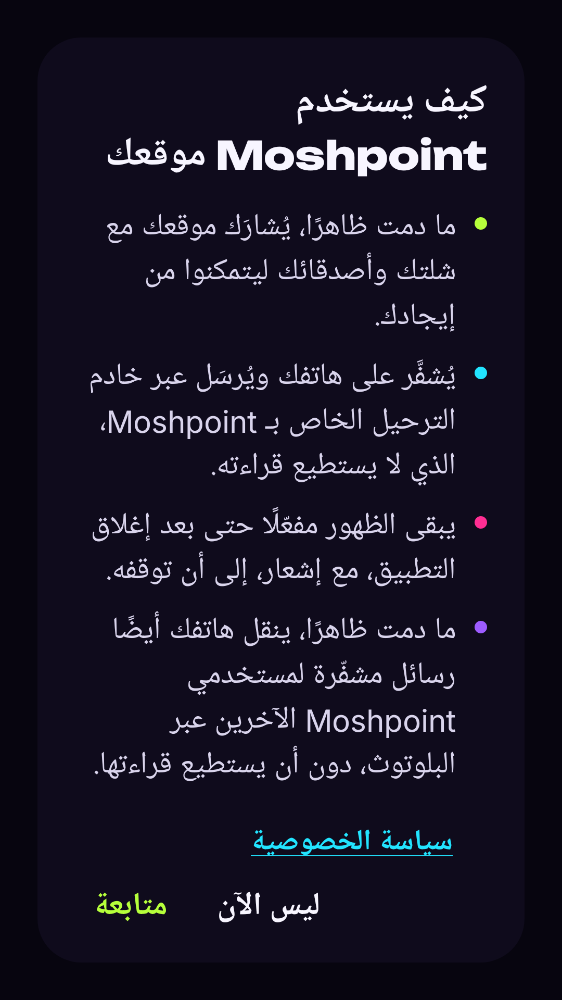 كيف يستخدم
Moshpoint موقعك
ما دمت ظاهرًا، يُشارَك موقعك مع
شلتك وأصدقائك ليتمكنوا من
إيجادك.
يُشفَّر على هاتفك ويُرسَل عبر خادم
الترحيل الخاص بـ Moshpoint،
الذي لا يستطيع قراءته.
يبقى الظهور مفعّلًا حتى بعد إغلاق
التطبيق، مع إشعار، إلى أن توقفه.
ما دمت ظاهرًا، ينقل هاتفك أيضًا
رسائل مشفّرة لمستخدمي
Moshpoint الآخرين عبر
البلوتوث، دون أن يستطيع قراءتها.
سياسة الخصوصية
ليس الآن
متابعة